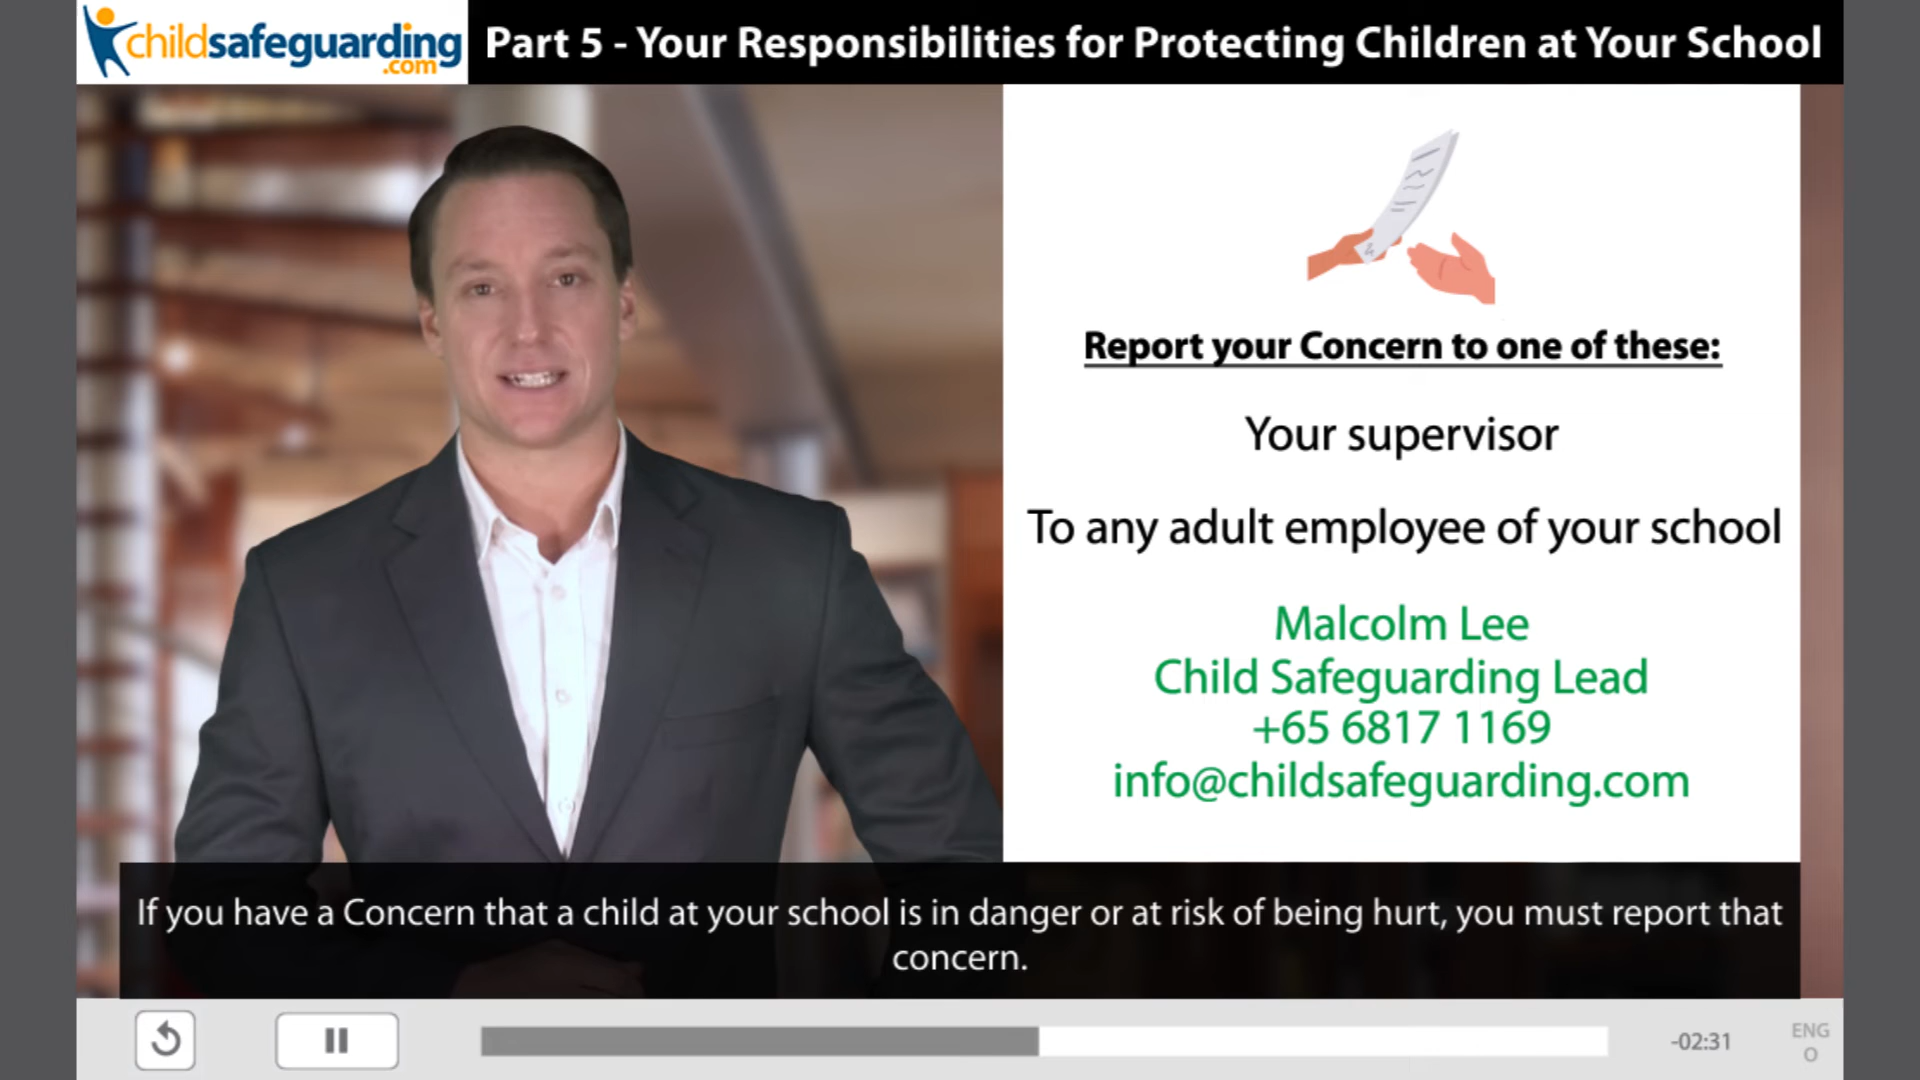 childsafeguarding
.com
Part 5 - Your Responsibilities for Protecting Children at Your School
Report your Concern to one of these:
Your supervisor
To any adult employee of your school
Malcolm Lee
Child Safeguarding Lead
+65 6817 1169
info@childsafeguarding.com
If you have a Concern that a child at your school is in danger or at risk of being hurt, you must report that
concern.
-02:31
ENG
O